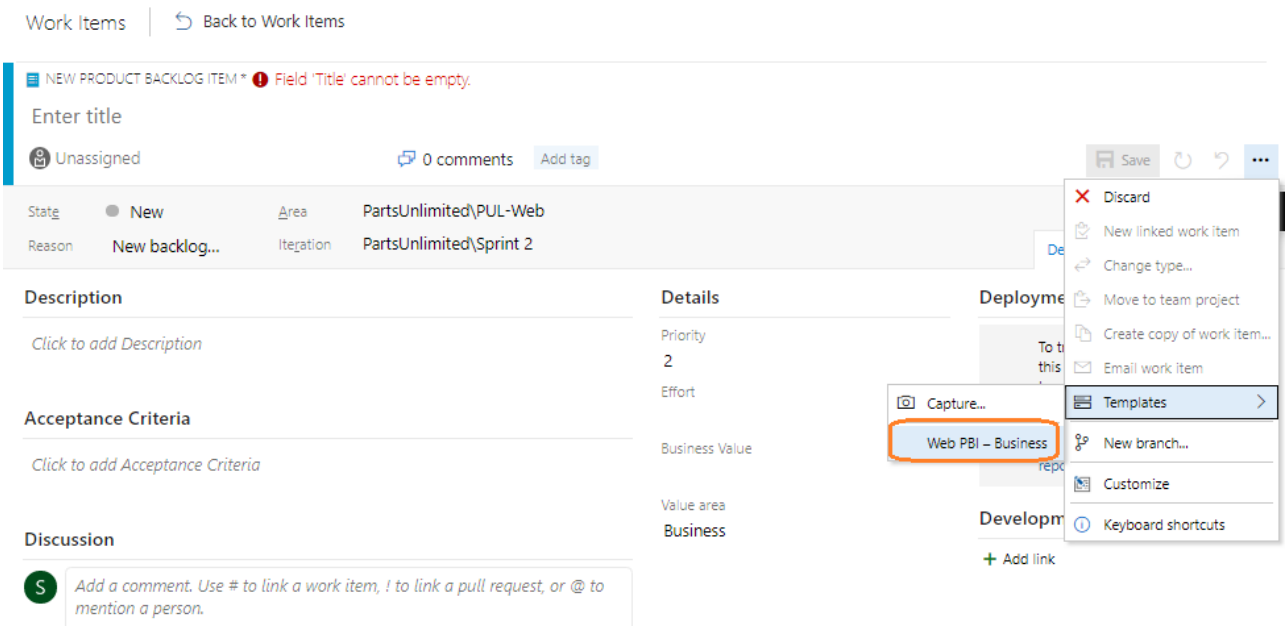 Work Items
Back to Work Items
NEW PRODUCT BACKLOG ITEM * Field 'Title' cannot be empty.
Enter title
Unassigned
0 comments
Add tag
Save
State
New
Area
PartsUnlimited\PUL-Web
Reason
New backlog...
Iteration
PartsUnlimited\Sprint 2
Discard
New linked work item
Change type...
Move to team project
Create copy of work item...
Email work item
Templates
New branch...
Customize
Keyboard shortcuts
Capture...
Web PBI – Business
Description
Click to add Description
Acceptance Criteria
Click to add Acceptance Criteria
Discussion
S
Add a comment. Use # to link a work item, ! to link a pull request, or @ to
mention a person.
Details
Priority
2
Effort
Business Value
Value area
Business
Deployme
To t
this
repo
Developm
Add link